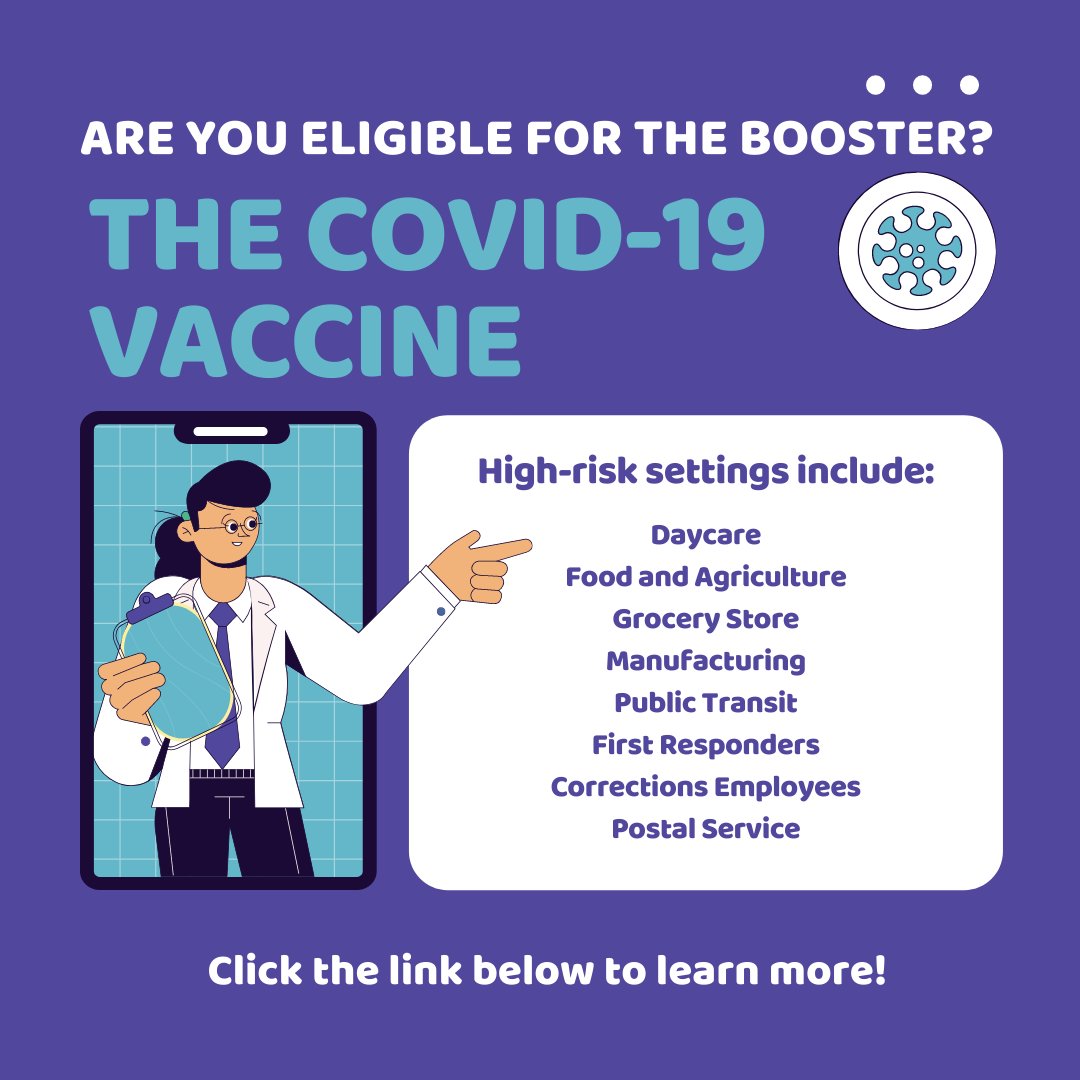 ARE YOU ELIGIBLE FOR THE BOOSTER?
THE COVID-19
VACCINE
High-risk settings include:
Daycare
Food and Agriculture
Grocery Store
Manufacturing
Public Transit
First Responders
Corrections Employees
Postal Service
Click the link below to learn more!